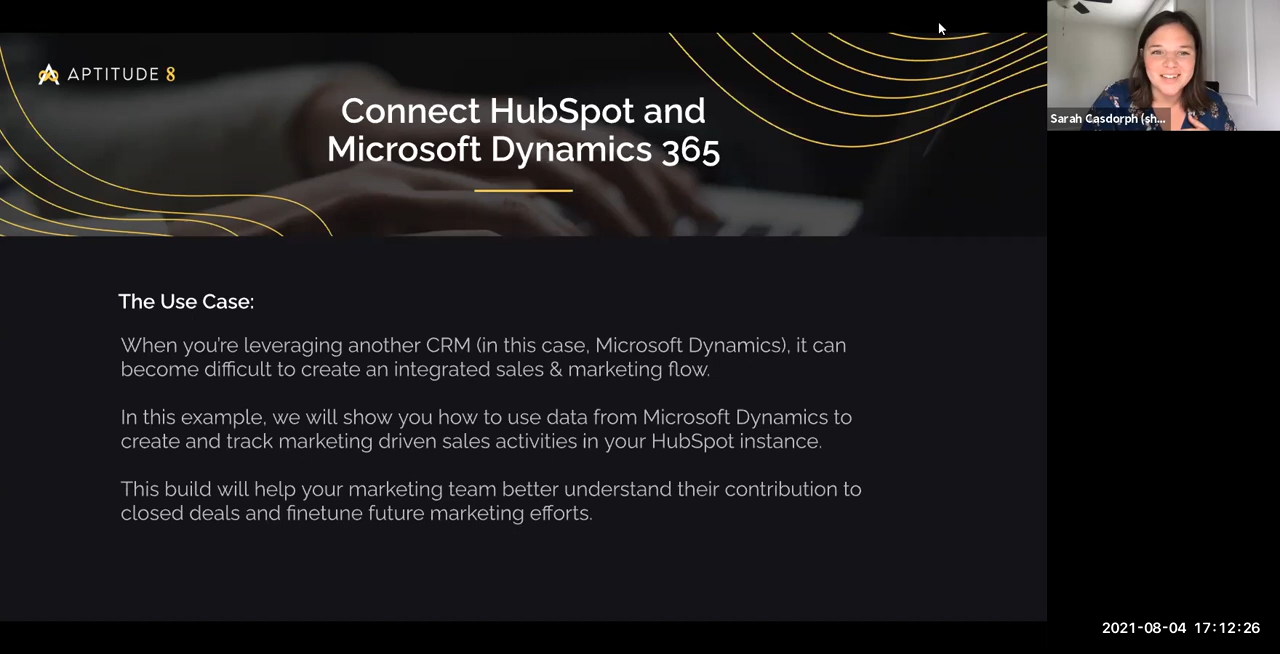 APTITUDE 8
Connect HubSpot and
Microsoft Dynamics 365
Sarah Casdorph (sh...
The Use Case:
When you're leveraging another CRM (in this case, Microsoft Dynamics), it can
become difficult to create an integrated sales & marketing flow.
In this example, we will show you how to use data from Microsoft Dynamics to
create and track marketing driven sales activities in your HubSpot instance.
This build will help your marketing team better understand their contribution to
closed deals and finetune future marketing efforts.
2021-08-04 17:12:26